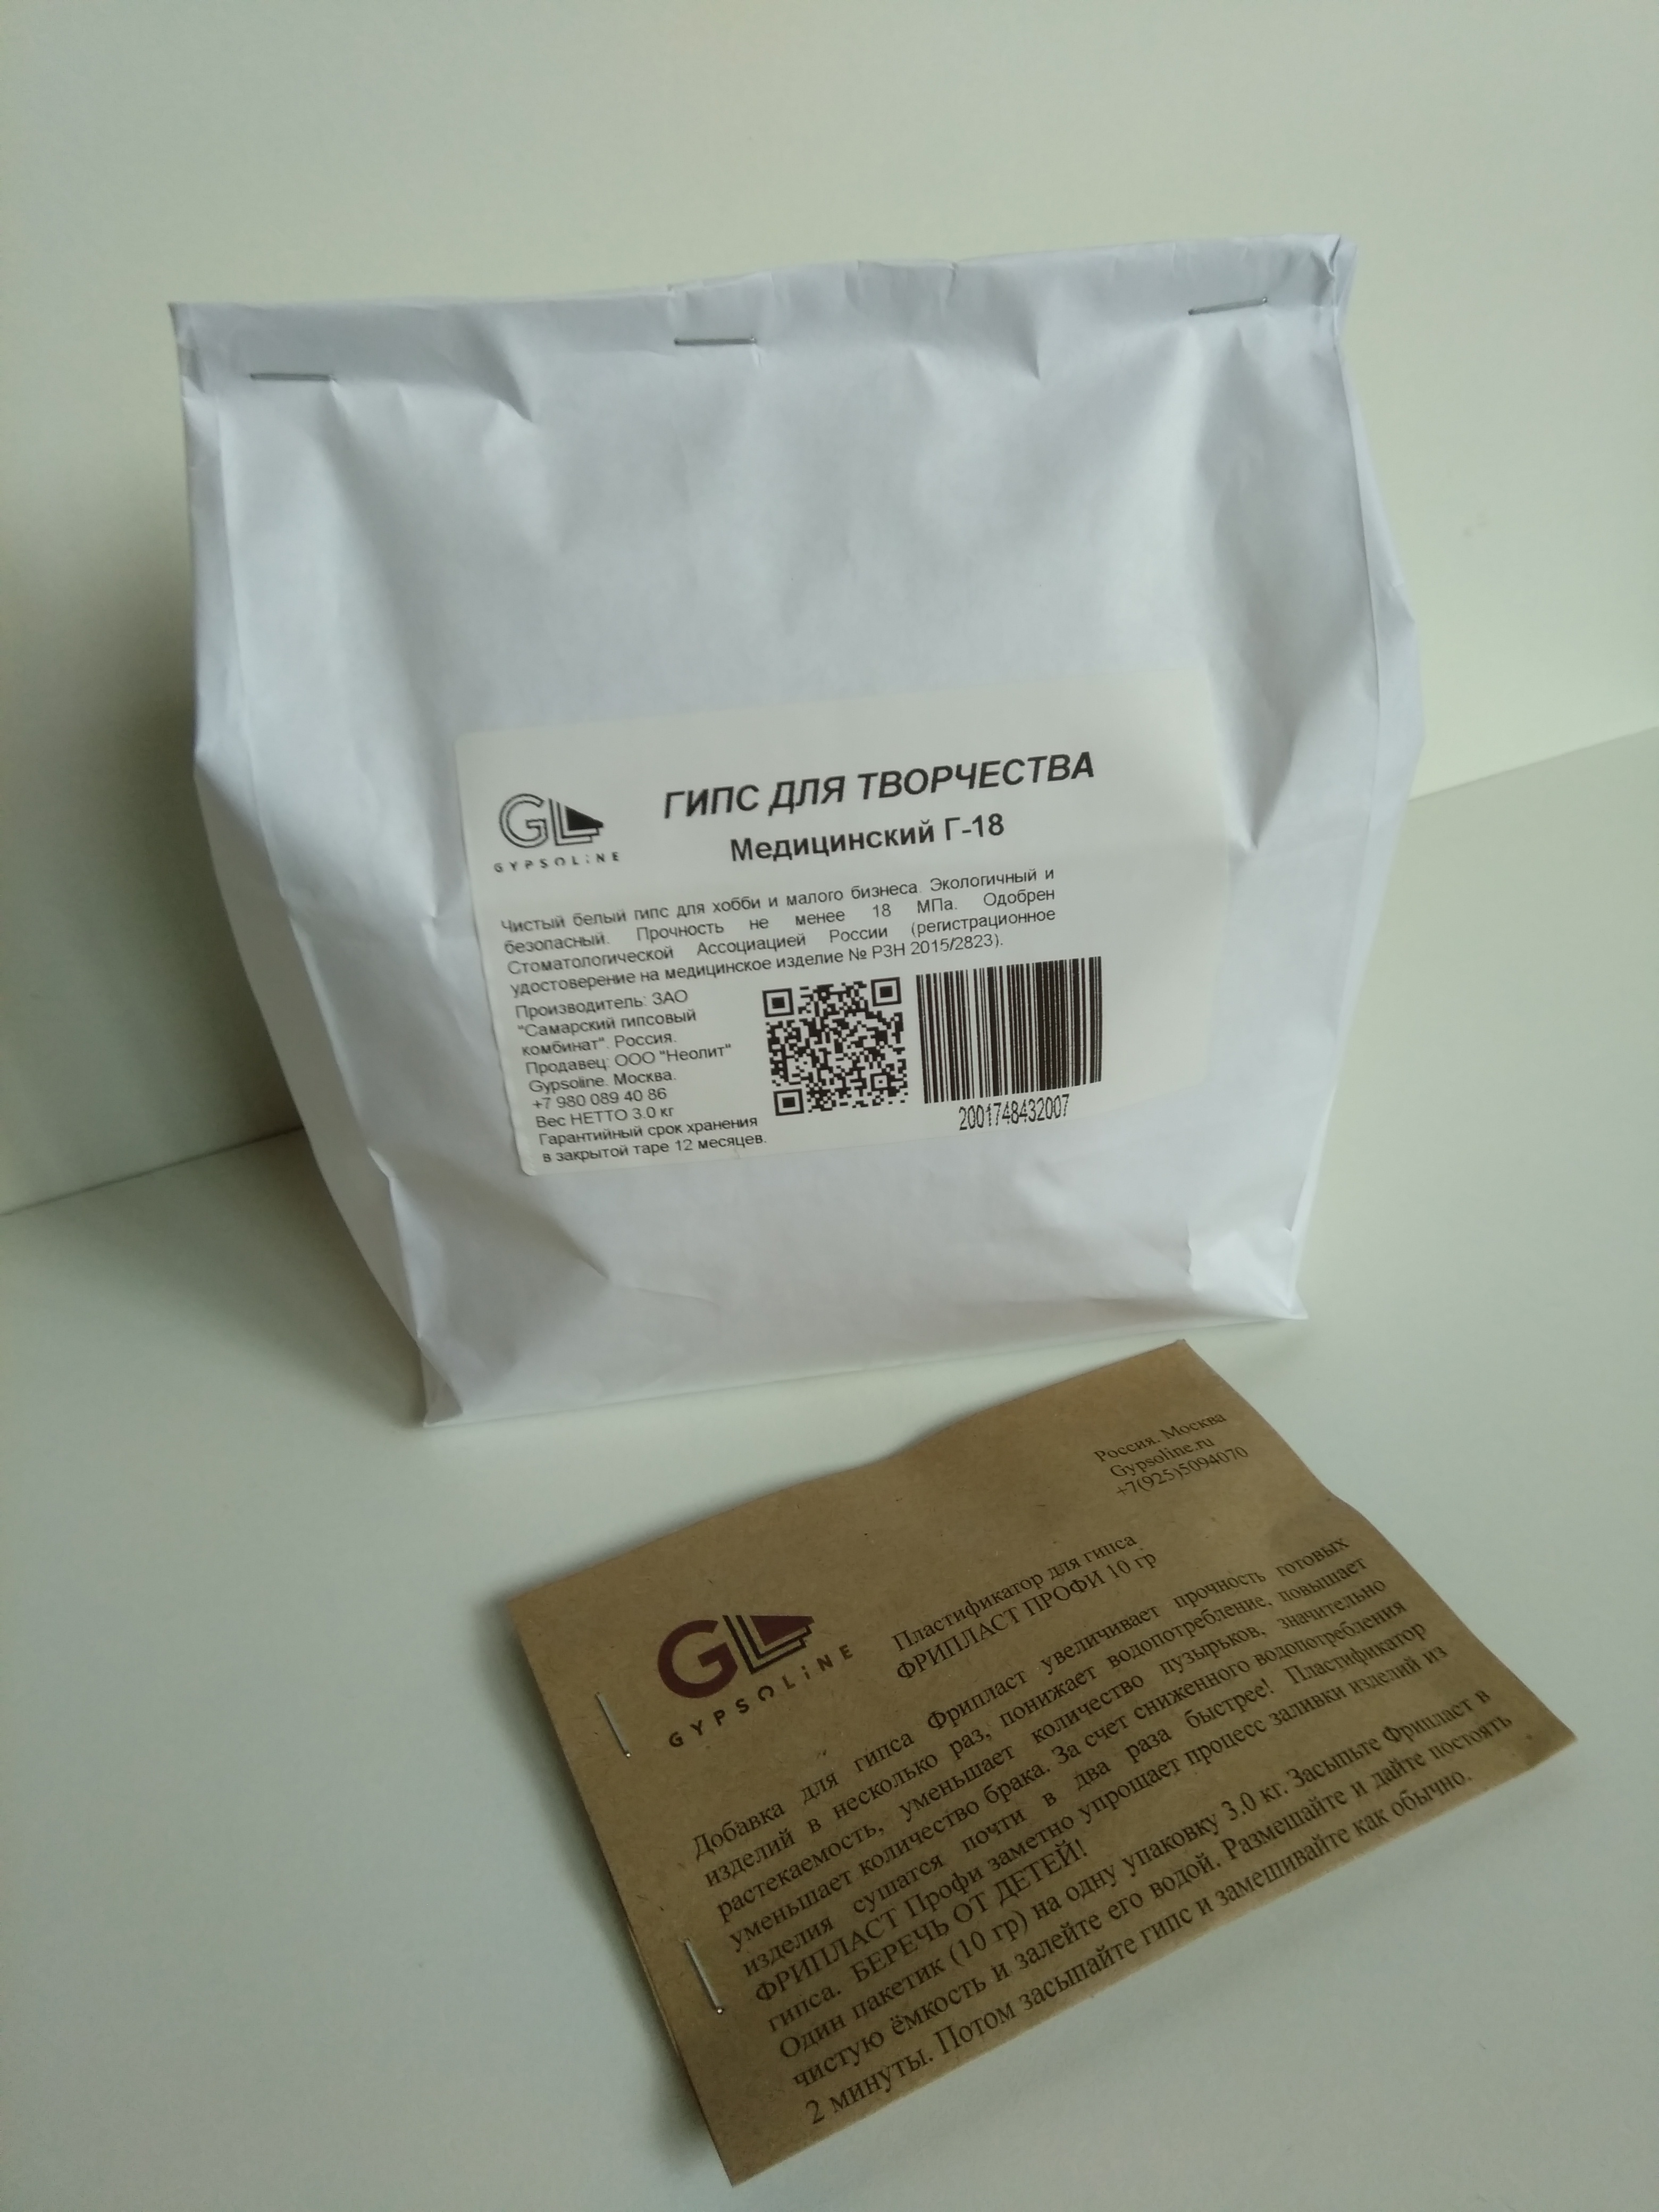 ГИПС ДЛЯ ТВОРЧЕСТВА
Медицинский Г-18
GL
GYPSOLINE
Чистый белый гипс для хобби и малого бизнеса. Экологичный и
безопасный. Прочность не менее 18 МПа. Одобрен
Стоматологической Ассоциацией России (регистрационное
удостоверение на медицинское изделие № РЗН 2015/2823).
Производитель: ЗАО
"Самарский гипсовый
комбинат". Россия.
Продавец: ООО "Неолит"
Gypsoline. Москва.
+7 980 089 40 86
Вес НЕТТО 3.0 кг
Гарантийный срок хранения
в закрытой таре 12 месяцев.
2001748432007
Россия. Москва
Gypsoline.ru
+7(925)5094070
GL
GYPSOLINE
Пластификатор для гипса
ФРИПЛАСТ ПРОФИ 10 гр
Добавка для гипса Фрипласт увеличивает прочность готовых
изделий в несколько раз, понижает водопотребление, повышает
растекаемость, уменьшает количество пузырьков, значительно
уменьшает количество брака. За счет сниженного водопотребления
изделия сушатся почти в два раза быстрее! Пластификатор
ФРИПЛАСТ Профи заметно упрощает процесс заливки изделий из
гипса. БЕРЕЧЬ ОТ ДЕТЕЙ!
Один пакетик (10 гр) на одну упаковку 3,0 кг. Засыпьте Фрипласт в
чистую ёмкость и залейте его водой. Размешайте и дайте постоять
2 минуты. Потом засыпайте гипс и замешивайте как обычно.